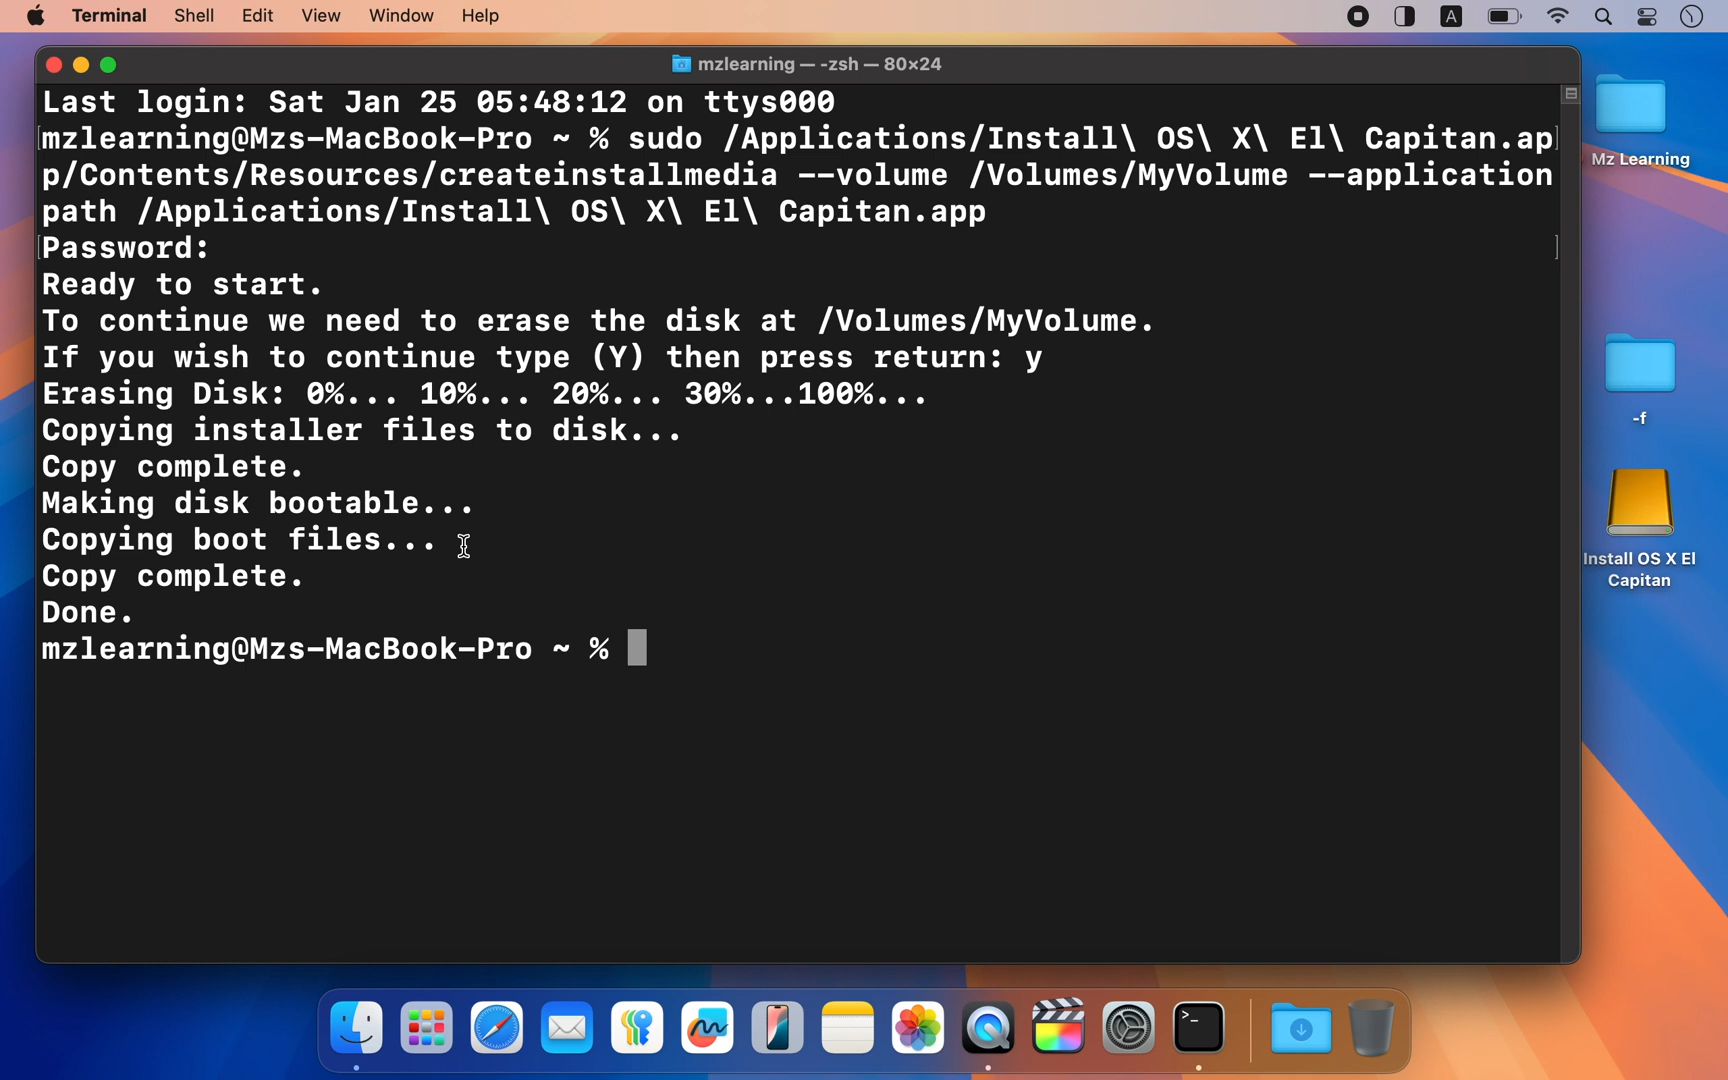 Terminal Shell Edit View Window Help
A
mzlearning — -zsh — 80×24
Last login: Sat Jan 25 05:48:12 on ttys000
[mzlearning@Mzs-MacBook-Pro ~ % sudo /Applications/Install\ OS\ X\ El\ Capitan.ap]
p/Contents/Resources/createinstallmedia --volume /Volumes/MyVolume --application
path /Applications/Install\ OS\ X\ El\ Capitan.app
[Password: ]
Ready to start.
To continue we need to erase the disk at /Volumes/MyVolume.
If you wish to continue type (Y) then press return: y
Erasing Disk: 0%... 10%... 20%... 30%...100%...
Copying installer files to disk...
Copy complete.
Making disk bootable...
Copying boot files...
Copy complete.
Done.
mzlearning@Mzs-MacBook-Pro ~ %
Mz Learning
-f
Install OS X El
Capitan
>_